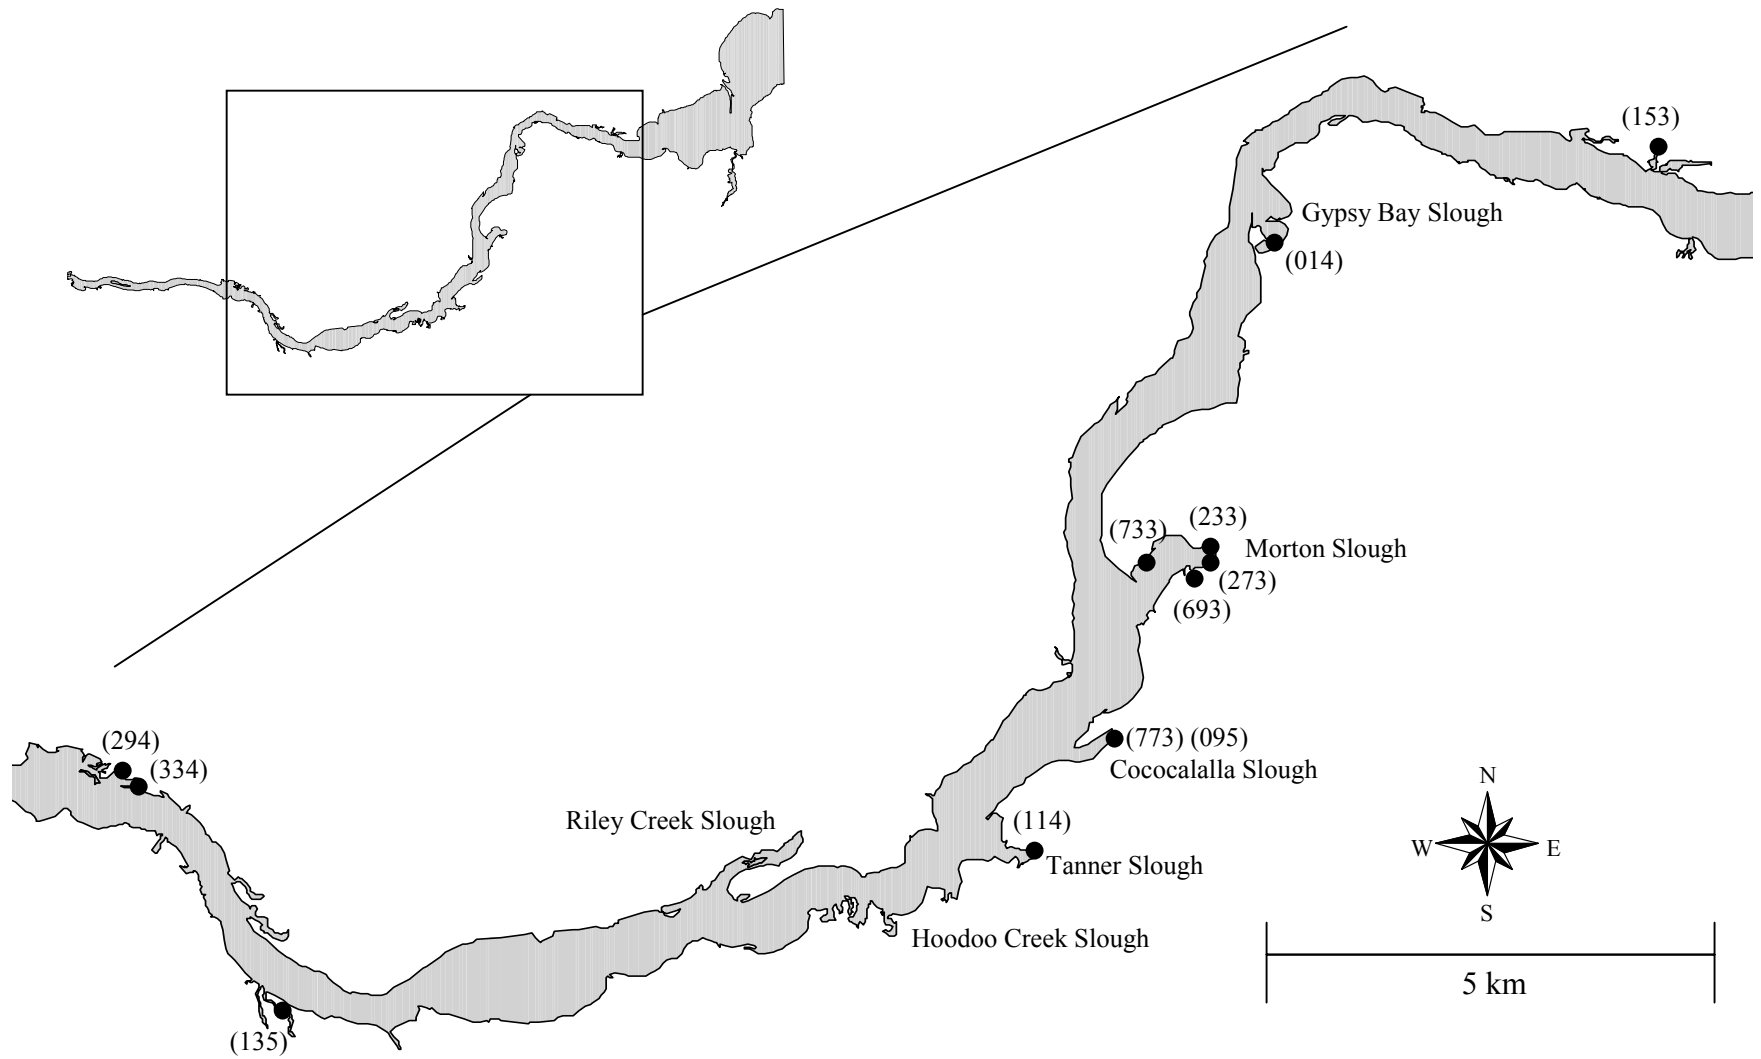 (153)
Gypsy Bay Slough
(014)
(733)
(233)
Morton Slough
(273)
(693)
(294)
(334)
(773) (095)
Cococalalla Slough
Riley Creek Slough
(114)
Tanner Slough
Hoodoo Creek Slough
(135)
N
W
E
S
5 km